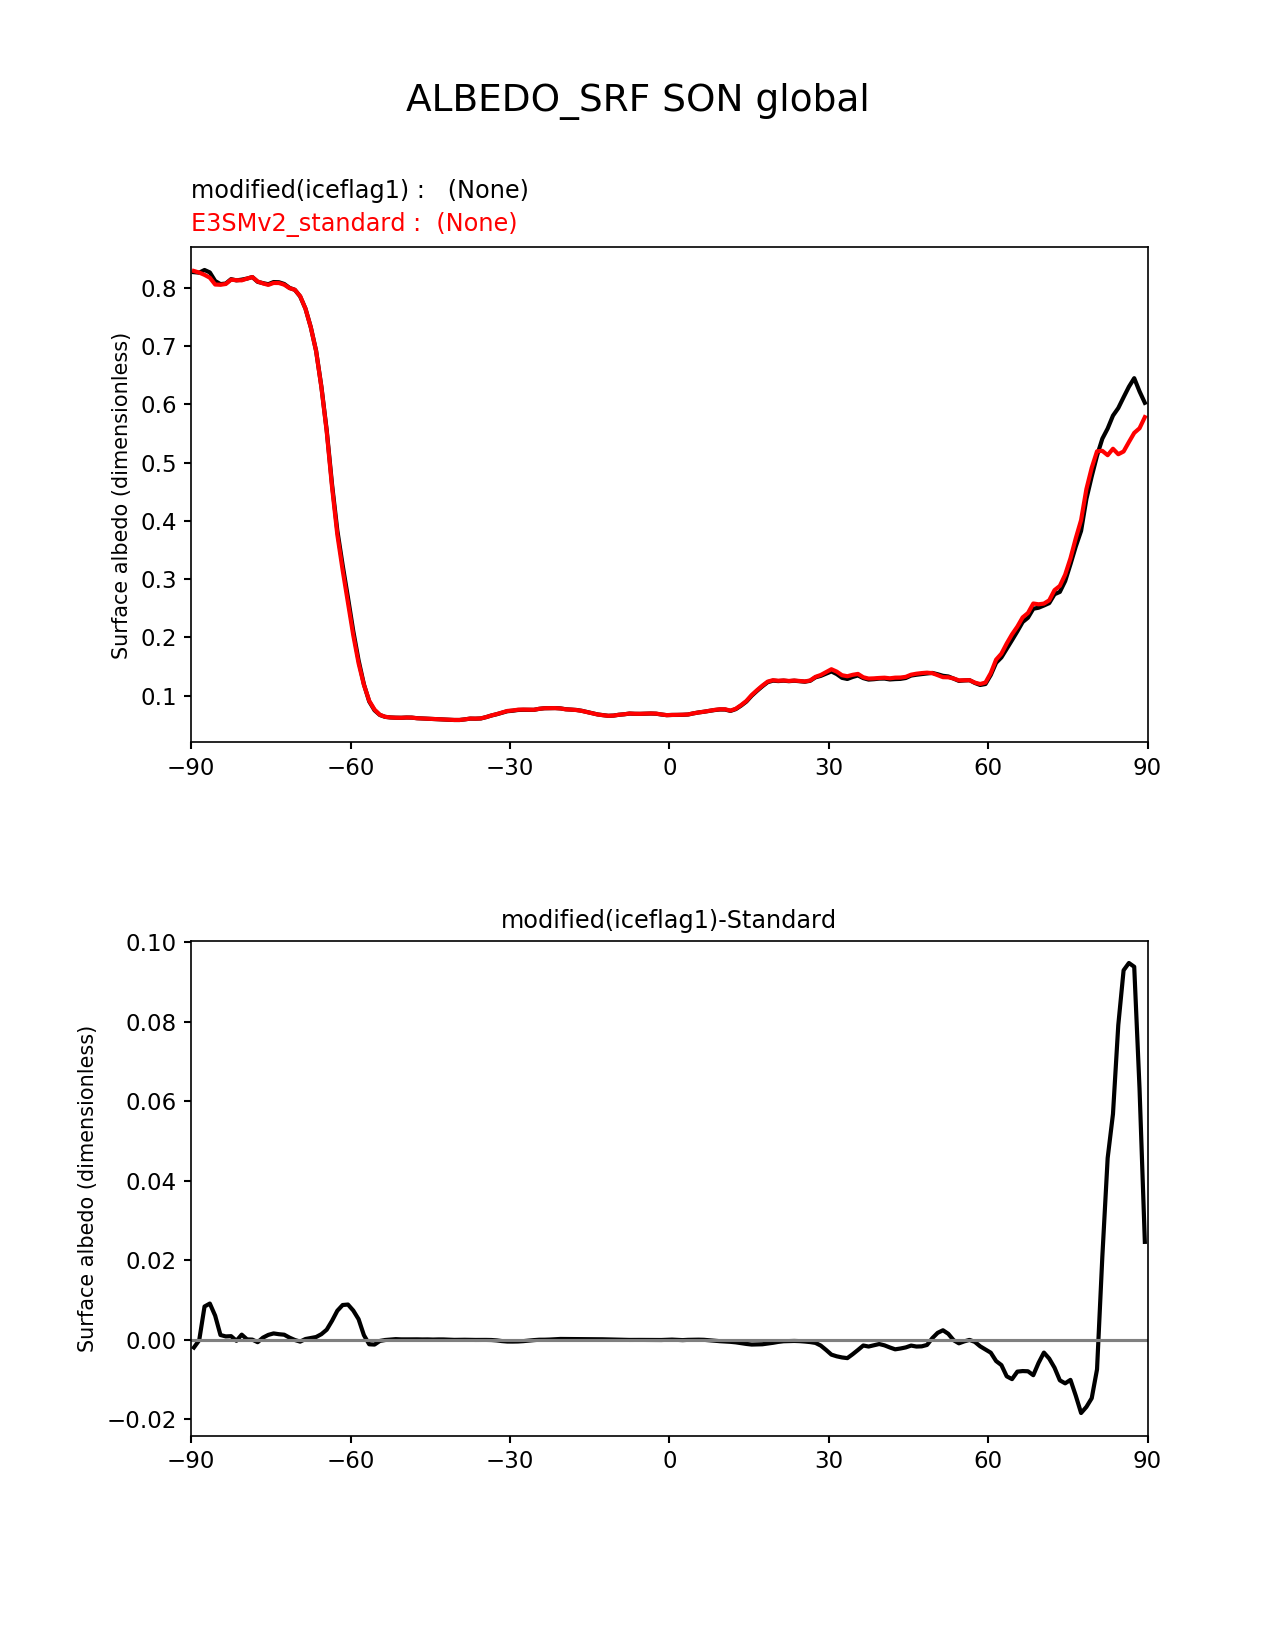 ALBEDO_SRF SON global
modified(iceflag1) :   (None)
E3SMv2_standard :  (None)
Surface albedo (dimensionless)
0.8
0.7
0.6
0.5
0.4
0.3
0.2
0.1
−90 −60 −30 0 30 60 90
modified(iceflag1)-Standard
Surface albedo (dimensionless)
0.10
0.08
0.06
0.04
0.02
0.00
−0.02
−90 −60 −30 0 30 60 90